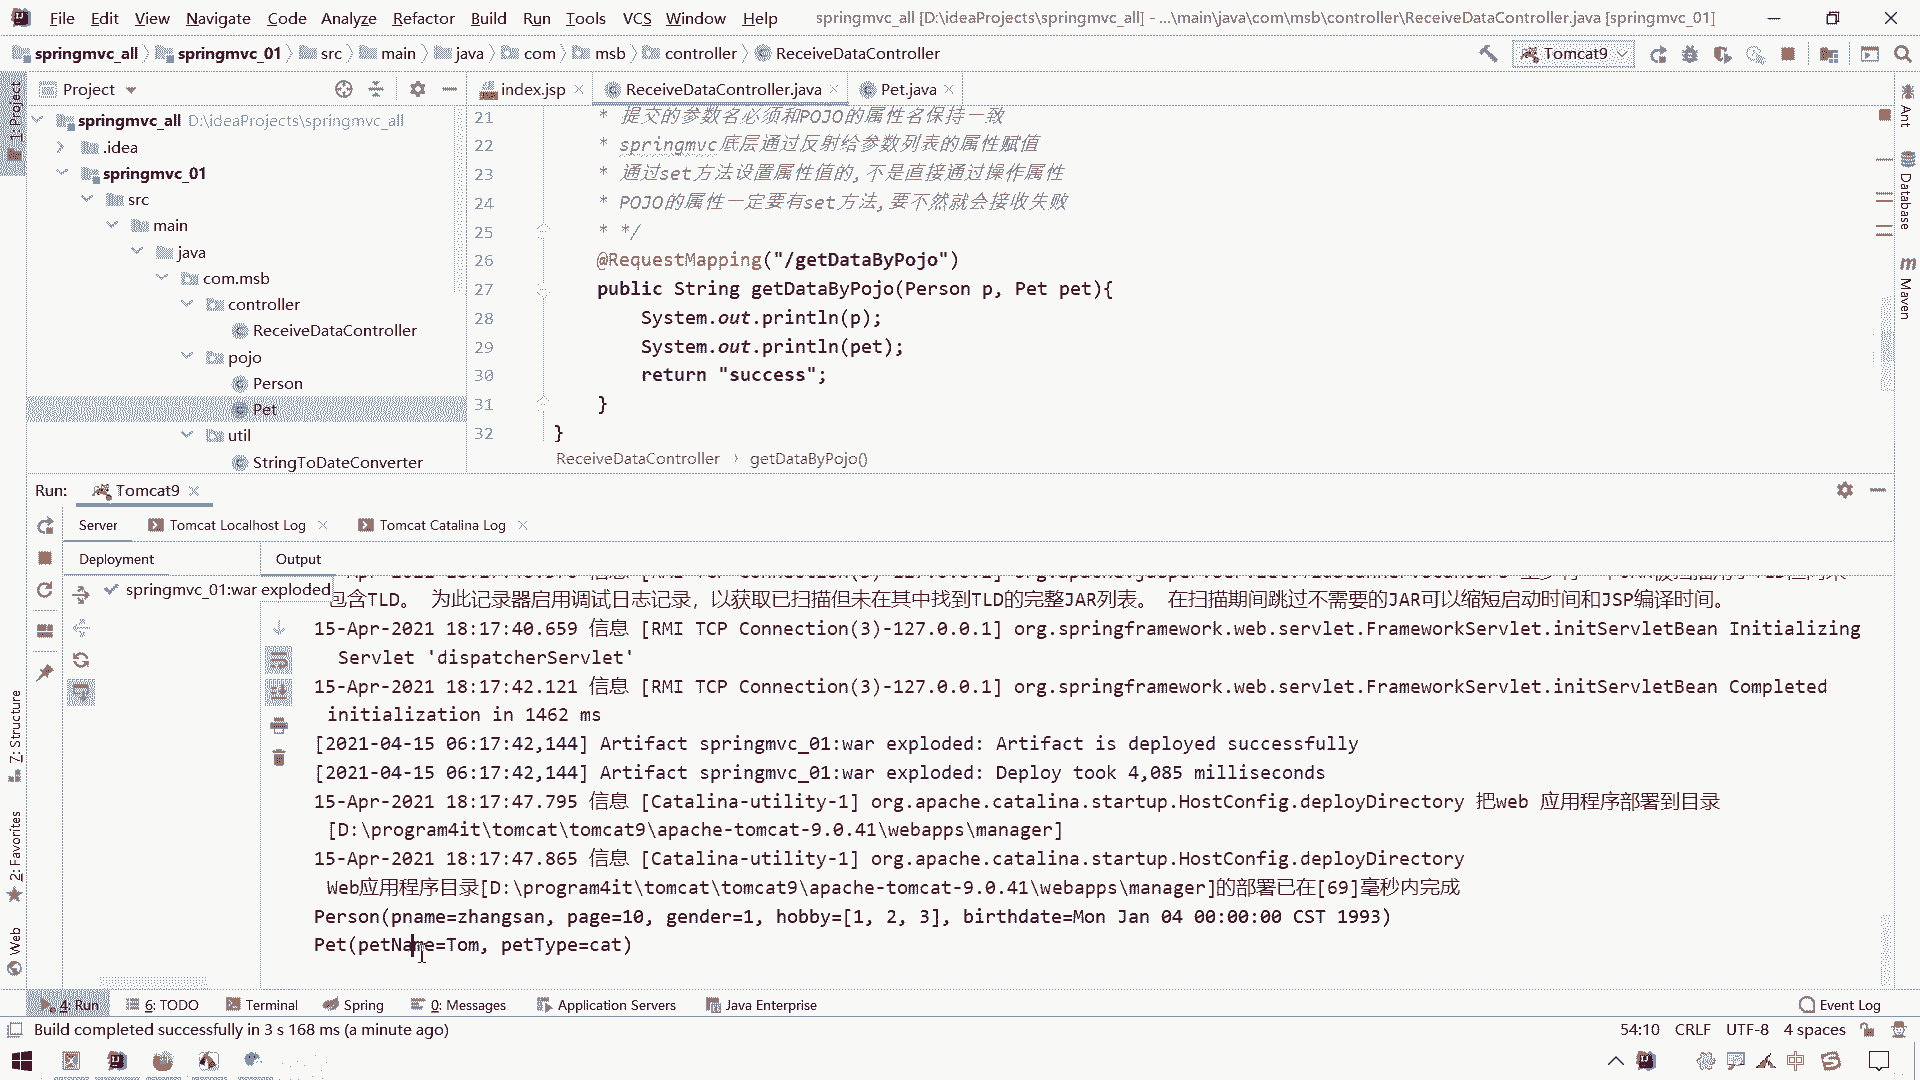 File Edit View Navigate Code Analyze Refactor Build Run Tools VCS Window Help springmvc_all [D:\ideaProjects\springmvc_all] - ...\main\java\com\msb\controller\ReceiveDataController.java [springmvc_01]
springmvc_all springmvc_01 src main java com msb controller ReceiveDataController Tomcat9
Project index.jsp ReceiveDataController.java Pet.java
springmvc_all D:\ideaProjects\springmvc_all
.idea
springmvc_01
src
main
java
com.msb
controller
ReceiveDataController
pojo
Person
Pet
util
StringToDateConverter
21 * 提交的参数名必须和POJO的属性名保持一致
22 * springmvc底层通过反射给参数列表的属性赋值
23 * 通过set方法设置属性值的,不是直接通过操作属性
24 * POJO的属性一定要有set方法,要不然就会接收失败
25 * */
26 @RequestMapping("/getDataByPojo")
27 public String getDataByPojo(Person p, Pet pet){
28 System.out.println(p);
29 System.out.println(pet);
30 return "success";
31 }
32 }
ReceiveDataController › getDataByPojo()
1: Project
7: Structure
2: Favorites
Web
Ant
Database
Maven
Run: Tomcat9
Server Tomcat Localhost Log Tomcat Catalina Log
Deployment Output
springmvc_01:war exploded
包含TLD。 为此记录器启用调试日志记录，以获取已扫描但未在其中找到TLD的完整JAR列表。 在扫描期间跳过不需要的JAR可以缩短启动时间和JSP编译时间。
15-Apr-2021 18:17:40.659 信息 [RMI TCP Connection(3)-127.0.0.1] org.springframework.web.servlet.FrameworkServlet.initServletBean Initializing
Servlet 'dispatcherServlet'
15-Apr-2021 18:17:42.121 信息 [RMI TCP Connection(3)-127.0.0.1] org.springframework.web.servlet.FrameworkServlet.initServletBean Completed
initialization in 1462 ms
[2021-04-15 06:17:42,144] Artifact springmvc_01:war exploded: Artifact is deployed successfully
[2021-04-15 06:17:42,144] Artifact springmvc_01:war exploded: Deploy took 4,085 milliseconds
15-Apr-2021 18:17:47.795 信息 [Catalina-utility-1] org.apache.catalina.startup.HostConfig.deployDirectory 把web 应用程序部署到目录
[D:\program4it\tomcat\tomcat9\apache-tomcat-9.0.41\webapps\manager]
15-Apr-2021 18:17:47.865 信息 [Catalina-utility-1] org.apache.catalina.startup.HostConfig.deployDirectory
Web应用程序目录[D:\program4it\tomcat\tomcat9\apache-tomcat-9.0.41\webapps\manager]的部署已在[69]毫秒内完成
Person(pname=zhangsan, page=10, gender=1, hobby=[1, 2, 3], birthdate=Mon Jan 04 00:00:00 CST 1993)
Pet(petName=Tom, petType=cat)
4: Run 6: TODO Terminal Spring 0: Messages Application Servers Java Enterprise Event Log
Build completed successfully in 3 s 168 ms (a minute ago) 54:10 CRLF UTF-8 4 spaces
中